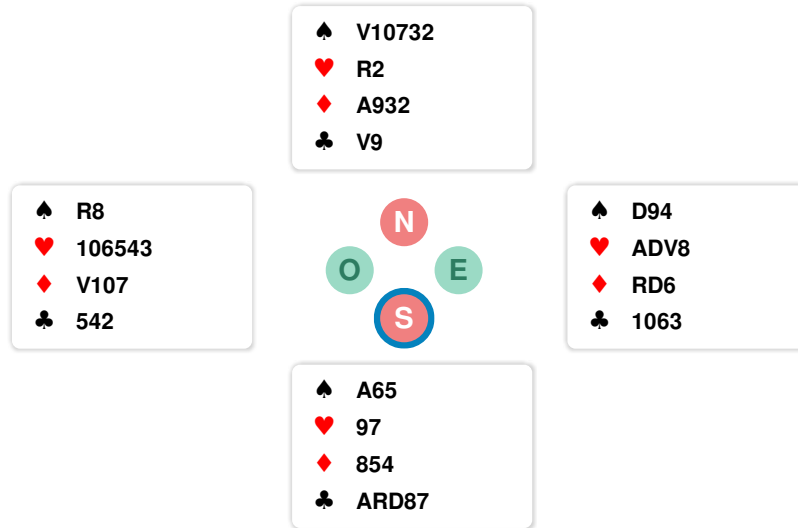 ♠ V10732
♥ R2
♦ A932
♣ V9
♠ R8
♥ 106543
♦ V107
♣ 542
N
O E
S
♠ D94
♥ ADV8
♦ RD6
♣ 1063
♠ A65
♥ 97
♦ 854
♣ ARD87